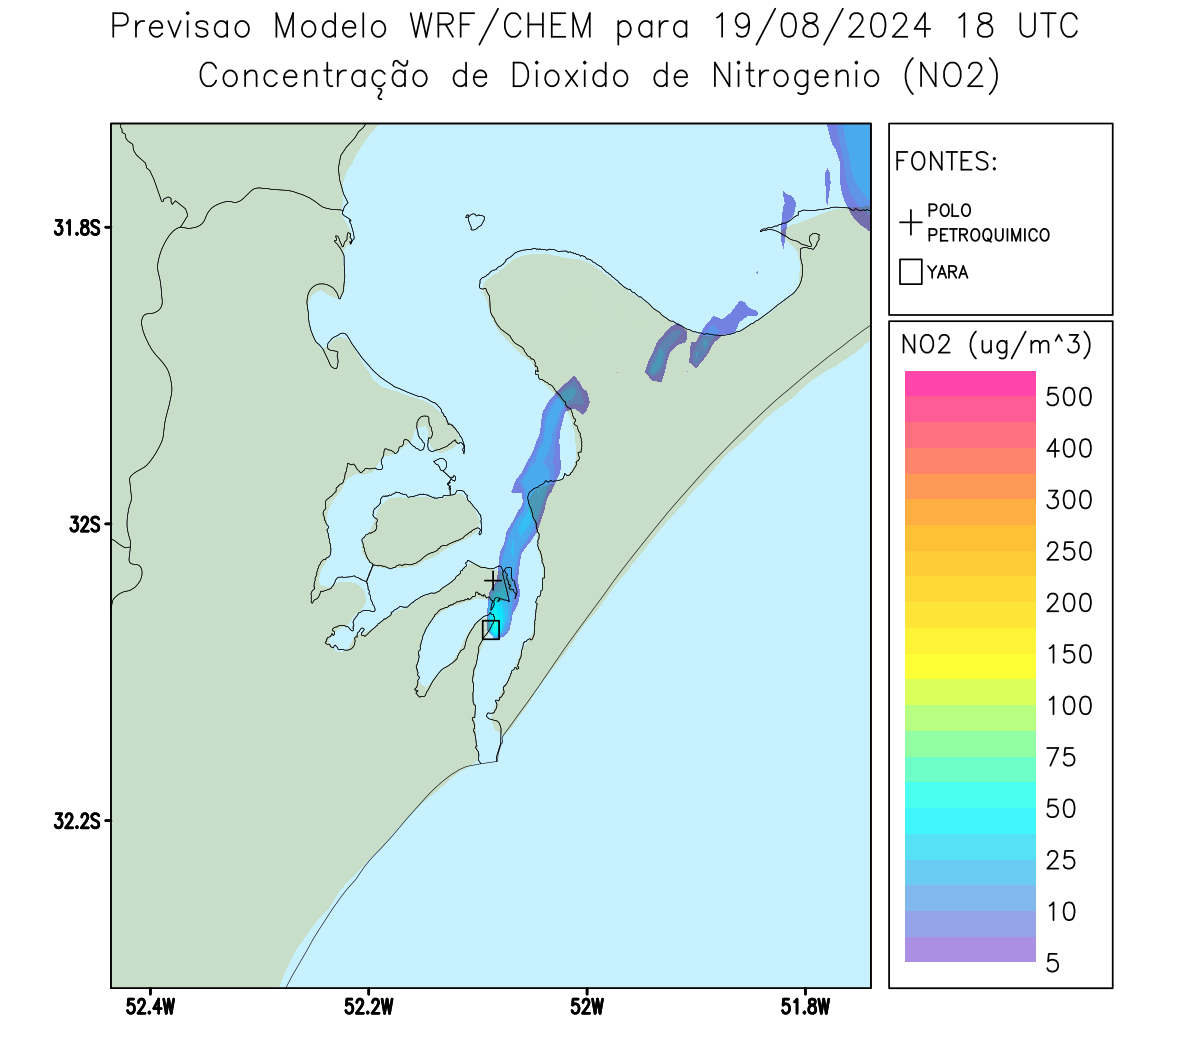 Previsao Modelo WRF/CHEM para 19/08/2024 18 UTC
Concentração de Dioxido de Nitrogenio (NO2)
FONTES:
POLO
PETROQUIMICO
YARA
31.8S
32S
32.2S
52.4W
52.2W
52W
51.8W
NO2 (ug/m^3)
500
400
300
250
200
150
100
75
50
25
10
5